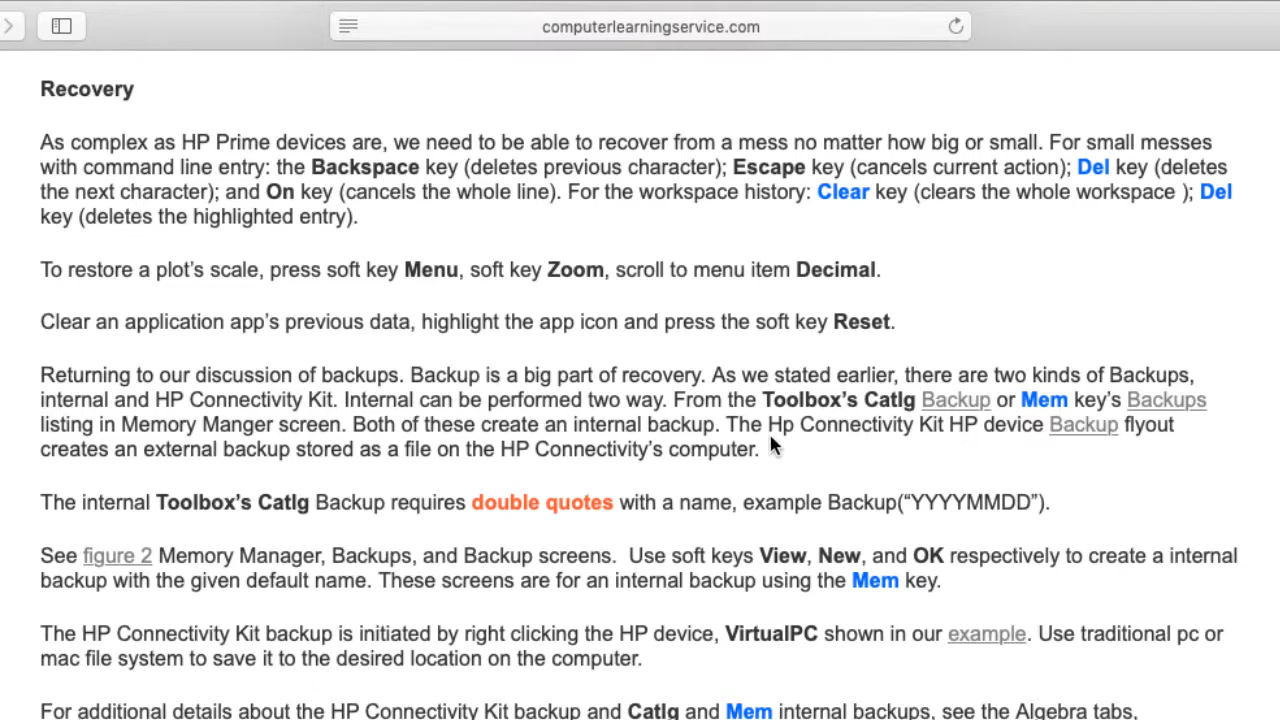 computerlearningservice.com
Recovery
As complex as HP Prime devices are, we need to be able to recover from a mess no matter how big or small. For small messes
with command line entry: the Backspace key (deletes previous character); Escape key (cancels current action); Del key (deletes
the next character); and On key (cancels the whole line). For the workspace history: Clear key (clears the whole workspace ); Del
key (deletes the highlighted entry).
To restore a plot’s scale, press soft key Menu, soft key Zoom, scroll to menu item Decimal.
Clear an application app’s previous data, highlight the app icon and press the soft key Reset.
Returning to our discussion of backups. Backup is a big part of recovery. As we stated earlier, there are two kinds of Backups,
internal and HP Connectivity Kit. Internal can be performed two way. From the Toolbox’s Catlg Backup or Mem key’s Backups
listing in Memory Manger screen. Both of these create an internal backup. The Hp Connectivity Kit HP device Backup flyout
creates an external backup stored as a file on the HP Connectivity’s computer.
The internal Toolbox’s Catlg Backup requires double quotes with a name, example Backup(“YYYYMMDD”).
See figure 2 Memory Manager, Backups, and Backup screens.  Use soft keys View, New, and OK respectively to create a internal
backup with the given default name. These screens are for an internal backup using the Mem key.
The HP Connectivity Kit backup is initiated by right clicking the HP device, VirtualPC shown in our example. Use traditional pc or
mac file system to save it to the desired location on the computer.
For additional details about the HP Connectivity Kit backup and Catlg and Mem internal backups, see the Algebra tabs,